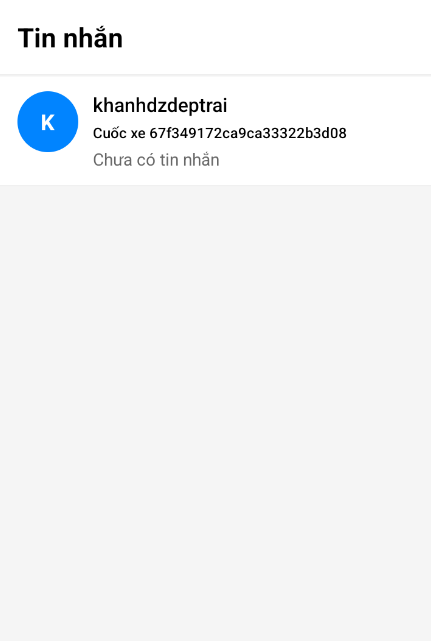 Tin nhắn
K
khanhdzdeptrai
Cuốc xe 67f349172ca9ca33322b3d08
Chưa có tin nhắn